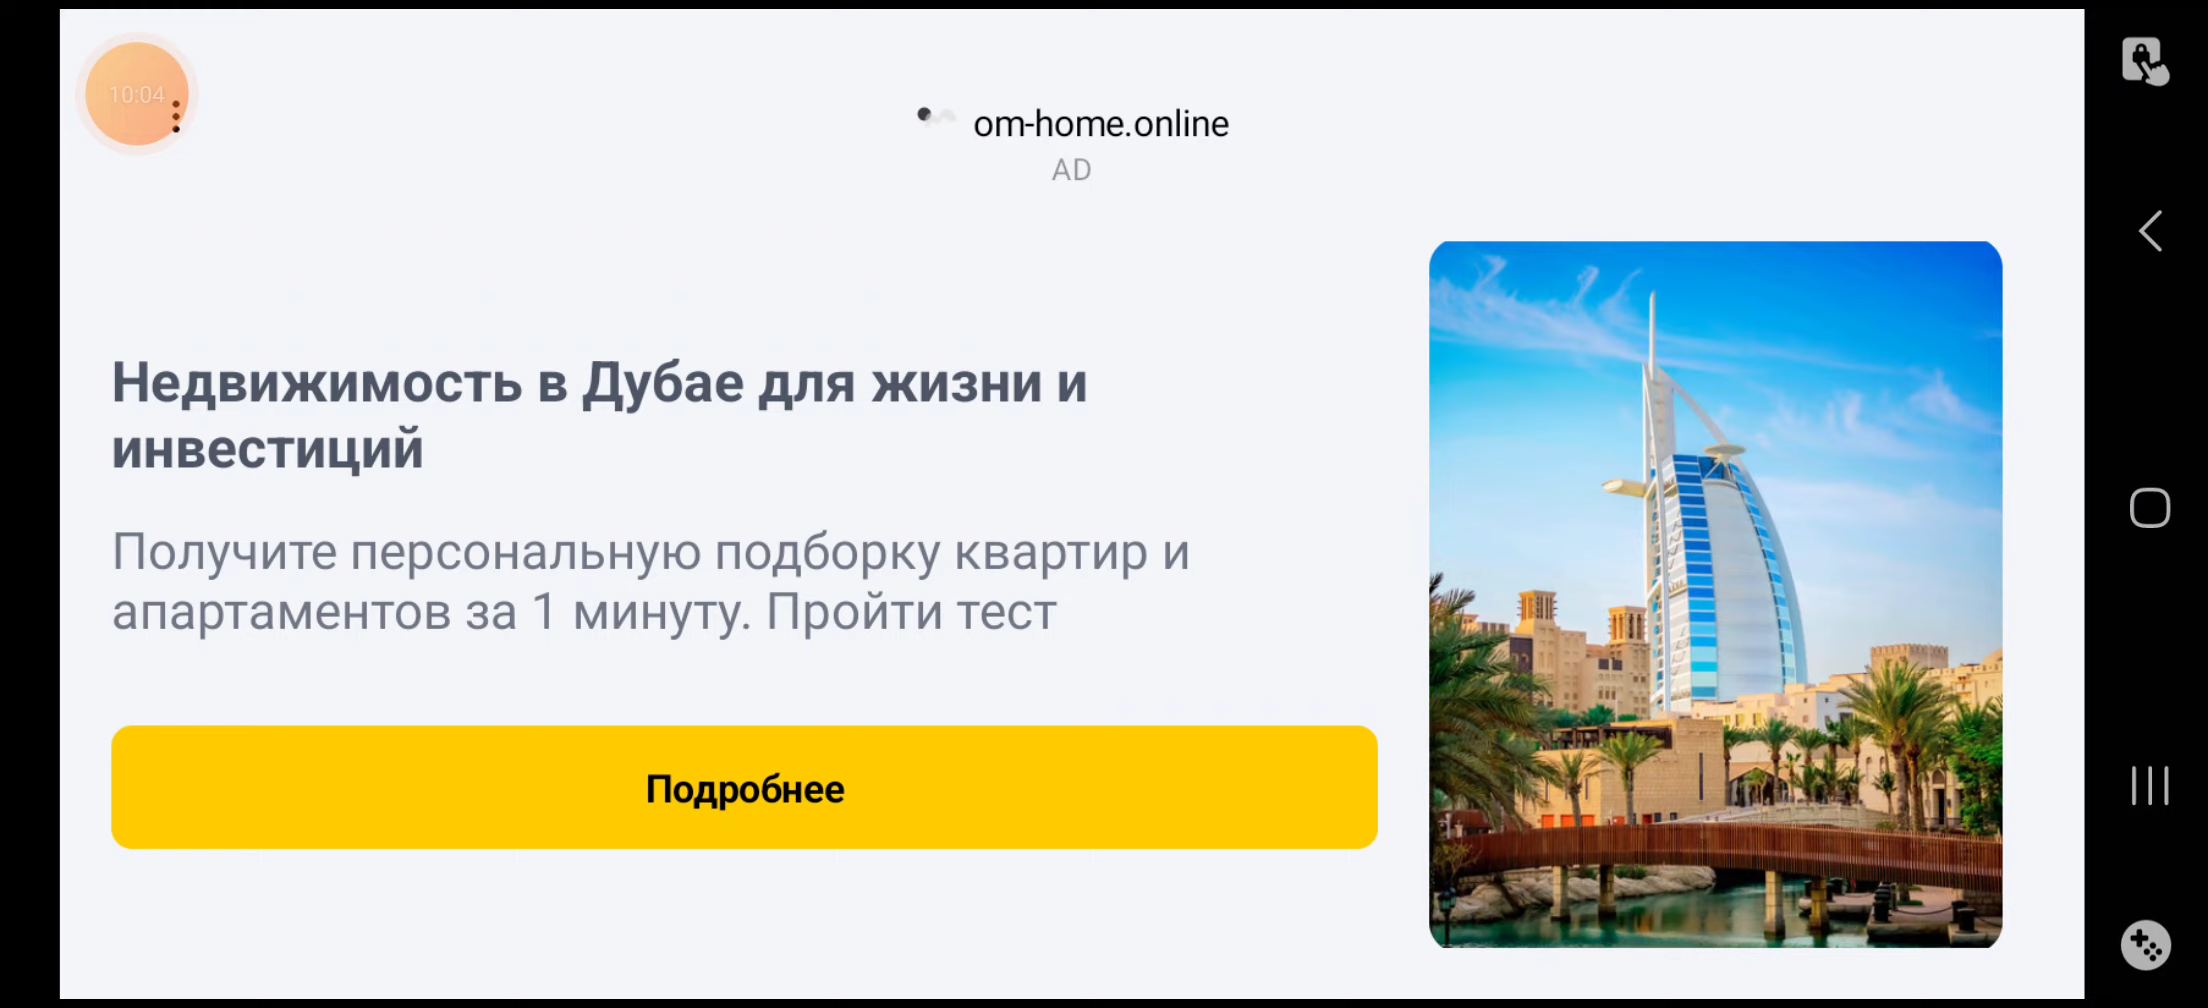 10:04
om-home.online
AD
Недвижимость в Дубае для жизни и
инвестиций
Получите персональную подборку квартир и
апартаментов за 1 минуту. Пройти тест
Подробнее